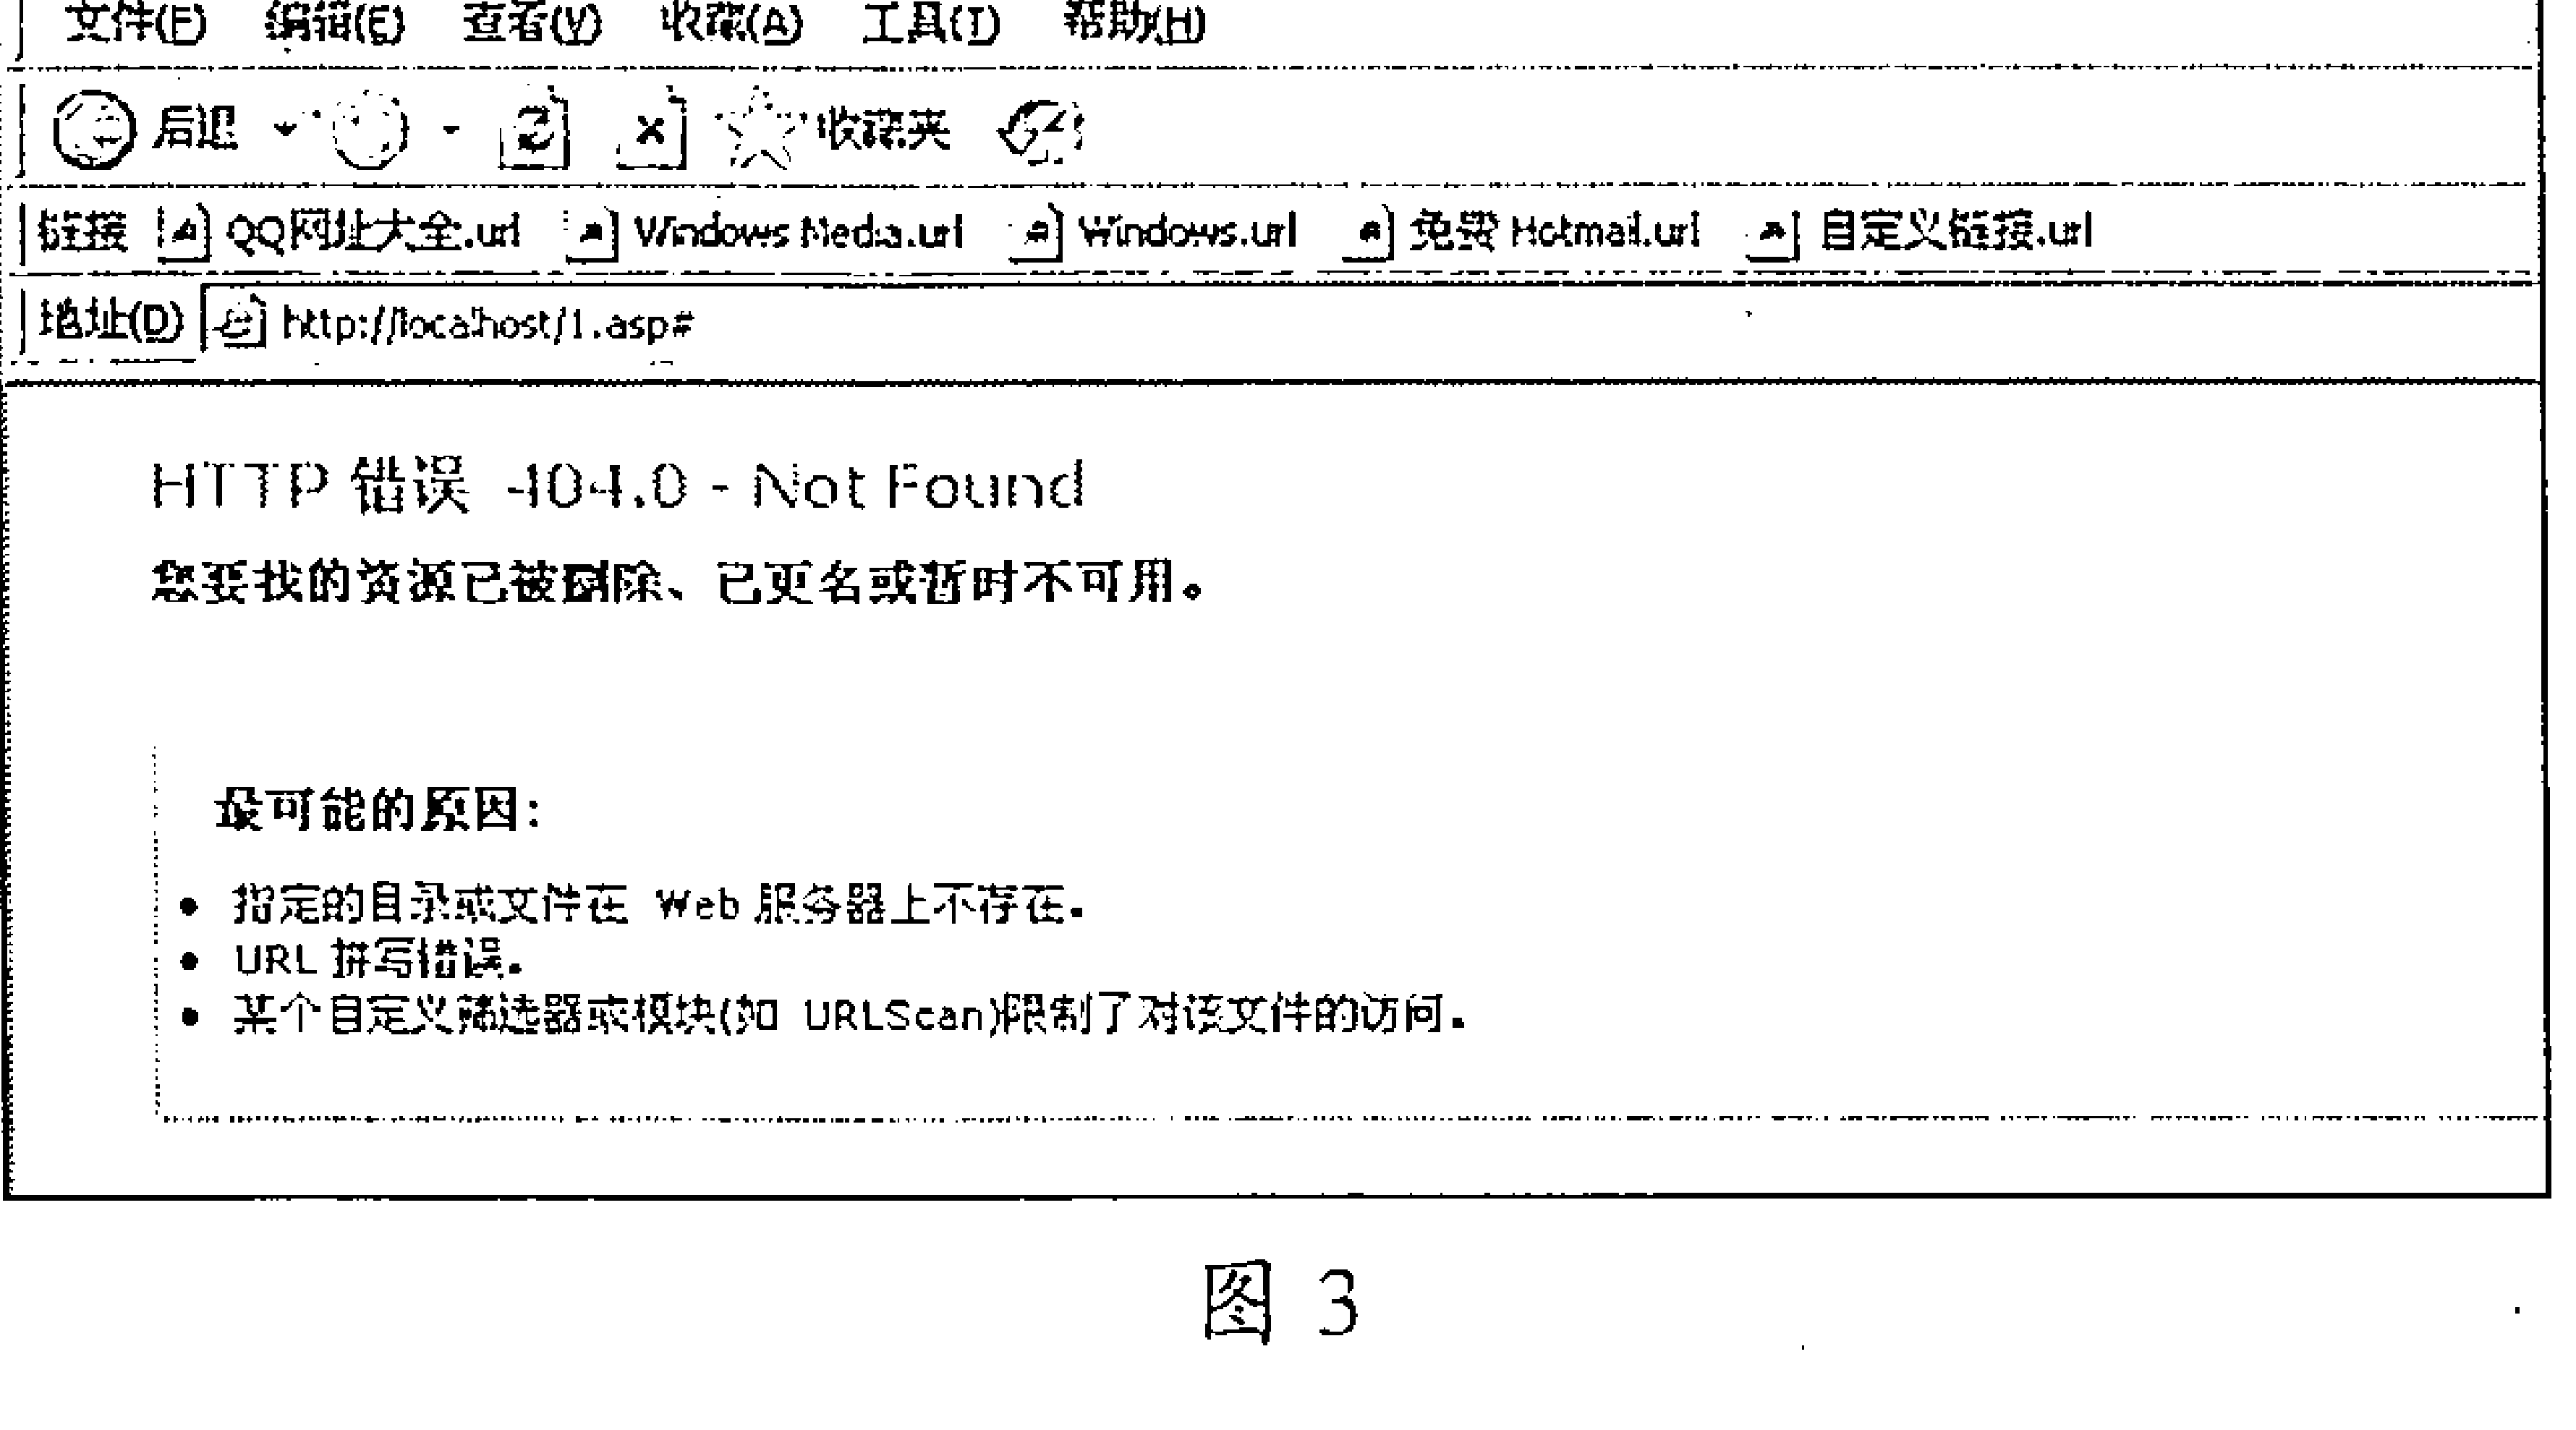 文件(F) 编辑(E) 查看(V) 收藏(A) 工具(T) 帮助(H)
后退 收藏夹
链接 QQ网址大全.url Windows Media.url Windows.url 免费 Hotmail.url 自定义链接.url
地址(D) http://localhost/1.asp#
HTTP 错误 404.0 - Not Found
您要找的资源已被删除、已更名或暂时不可用。
最可能的原因:
• 指定的目录或文件在 Web 服务器上不存在。
• URL 拼写错误。
• 某个自定义筛选器或模块(如 URLScan)限制了对该文件的访问。
图 3